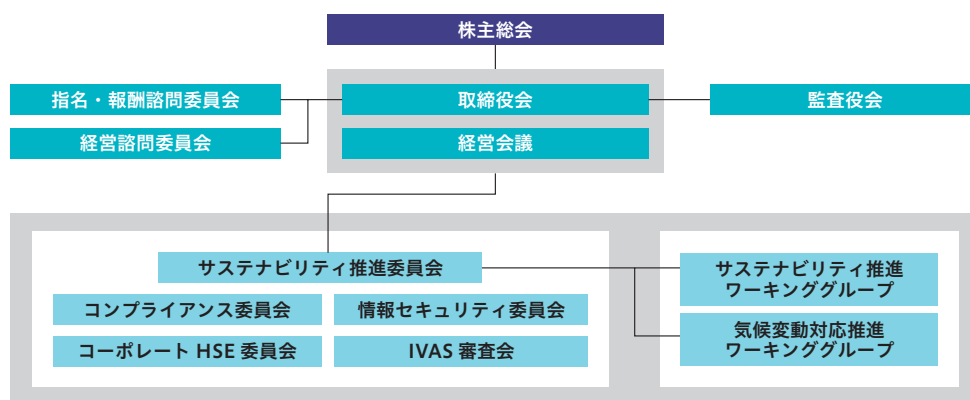 株主総会
指名・報酬諮問委員会
取締役会
監査役会
経営諮問委員会
経営会議
サステナビリティ推進委員会
コンプライアンス委員会
情報セキュリティ委員会
コーポレート HSE 委員会
IVAS 審査会
サステナビリティ推進
ワーキンググループ
気候変動対応推進
ワーキンググループ